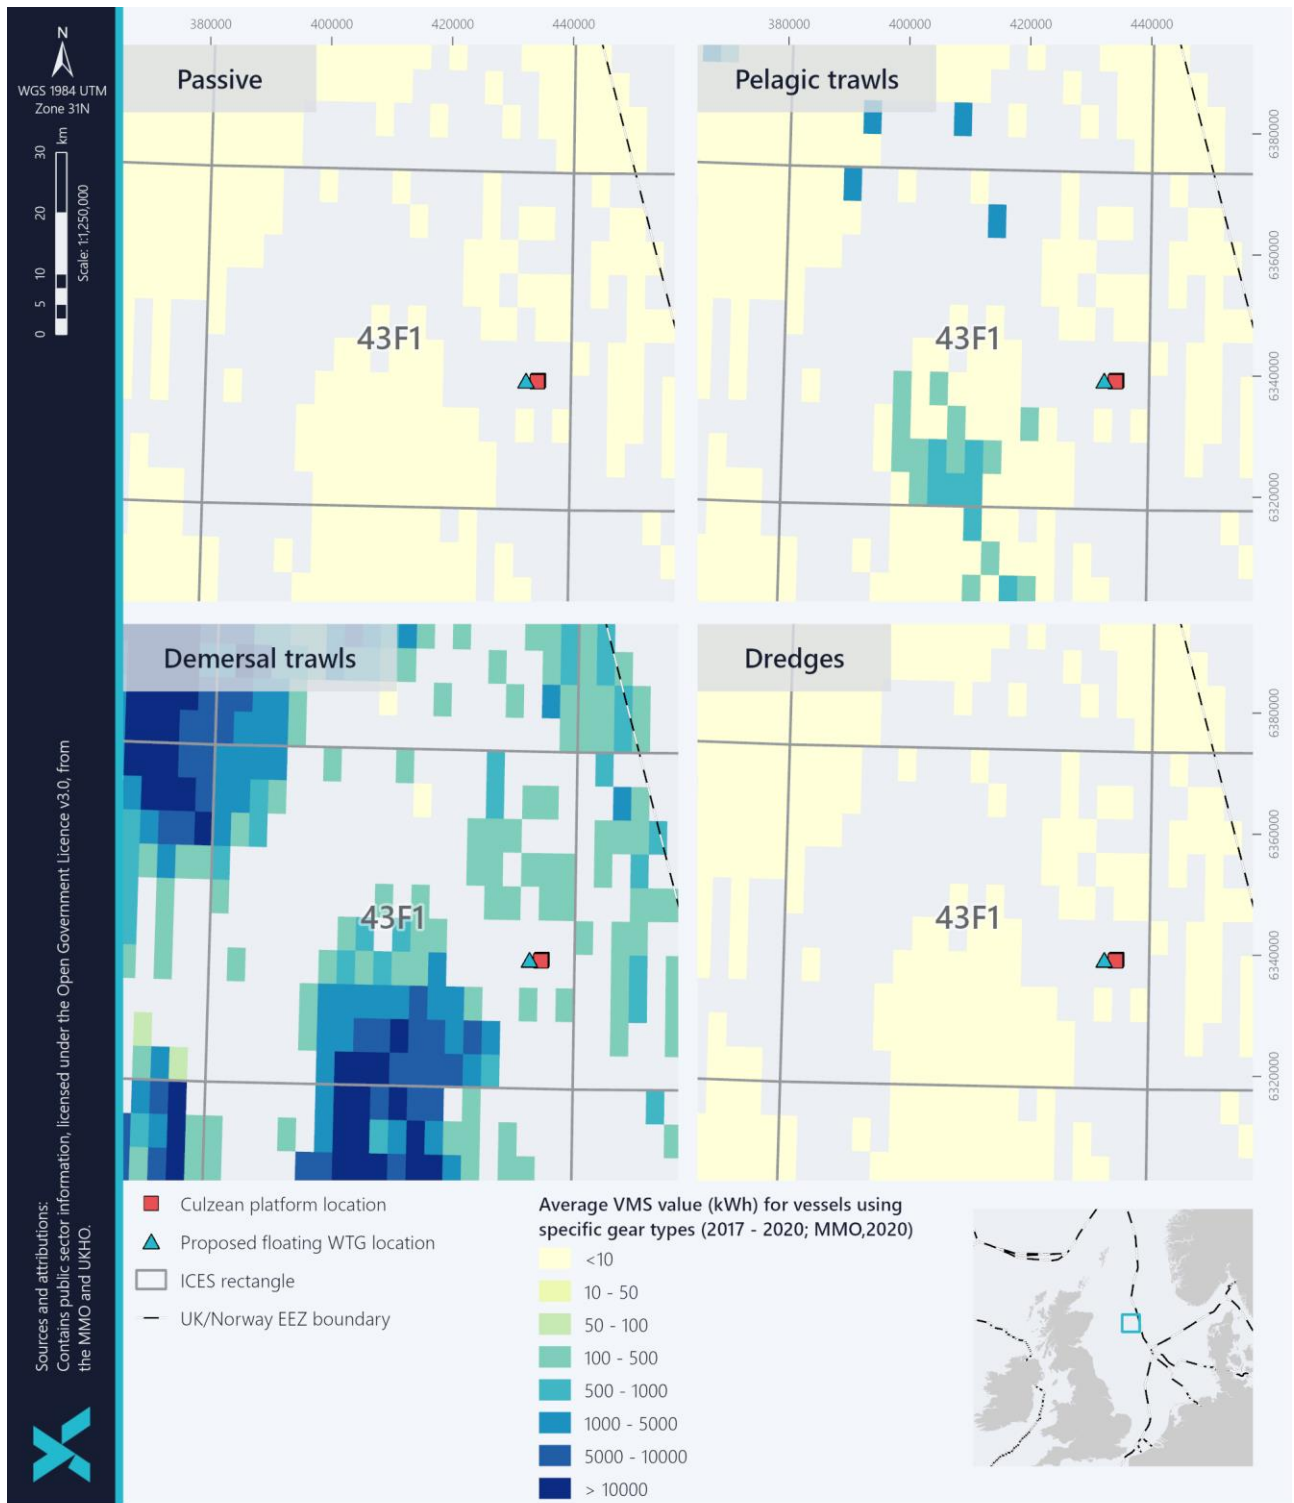 380000 400000 420000 440000 400000 420000 440000 380000
N
WGS 1984 UTM
Zone 31N
km
30
20
10
5
0
Scale: 1:1,250,000
Passive
43F1
Pelagic trawls
43F1
6380000
6360000
6340000
6320000
Demersal trawls
43F1
Dredges
43F1
6380000
6360000
6340000
6320000
Sources and attributions:
Contains public sector information, licensed under the Open Government Licence v3.0, from
the MMO and UKHO.
Culzean platform location
Proposed floating WTG location
ICES rectangle
UK/Norway EEZ boundary
Average VMS value (kWh) for vessels using
specific gear types (2017 - 2020; MMO,2020)
<10
10 - 50
50 - 100
100 - 500
500 - 1000
1000 - 5000
5000 - 10000
> 10000